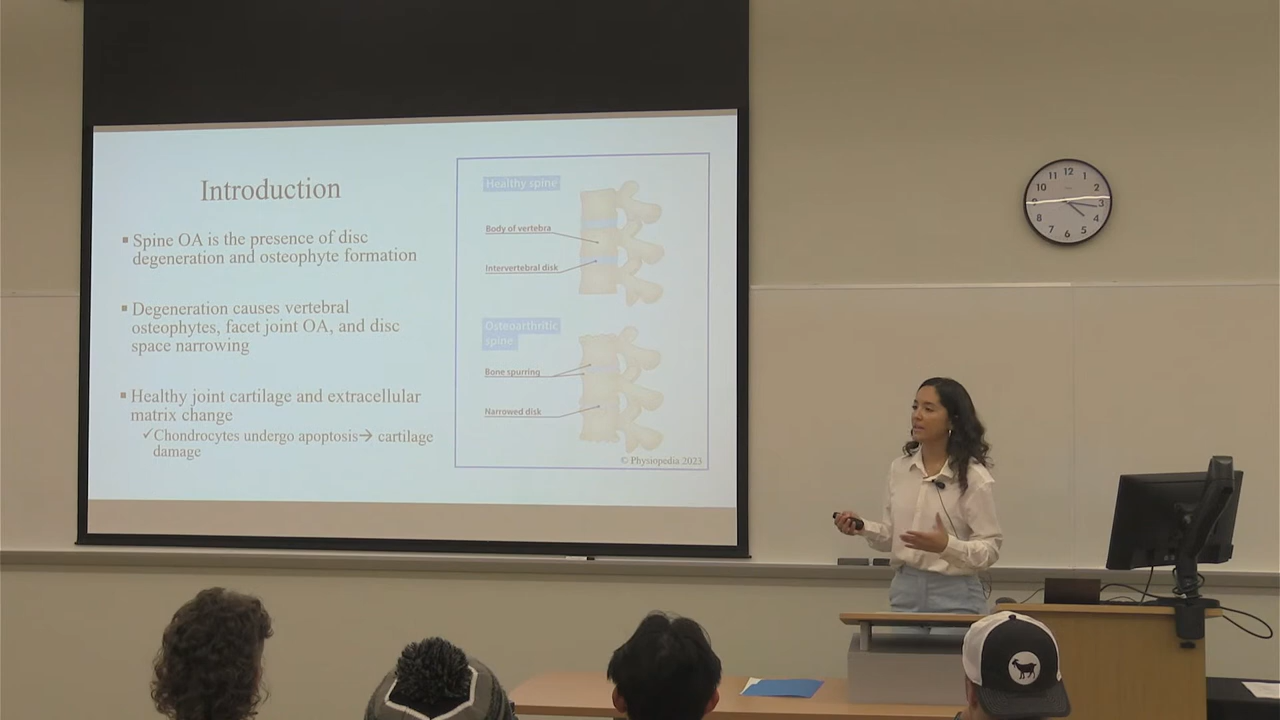 Introduction
▪ Spine OA is the presence of disc
degeneration and osteophyte formation
▪ Degeneration causes vertebral
osteophytes, facet joint OA, and disc
space narrowing
▪ Healthy joint cartilage and extracellular
matrix change
✓Chondrocytes undergo apoptosis→ cartilage
damage
Healthy spine
Body of vertebra
Intervertebral disk
Osteoarthritic
spine
Bone spurring
Narrowed disk
© Physiopedia 2023
12
1
2
3
4
5
6
7
8
9
10
11